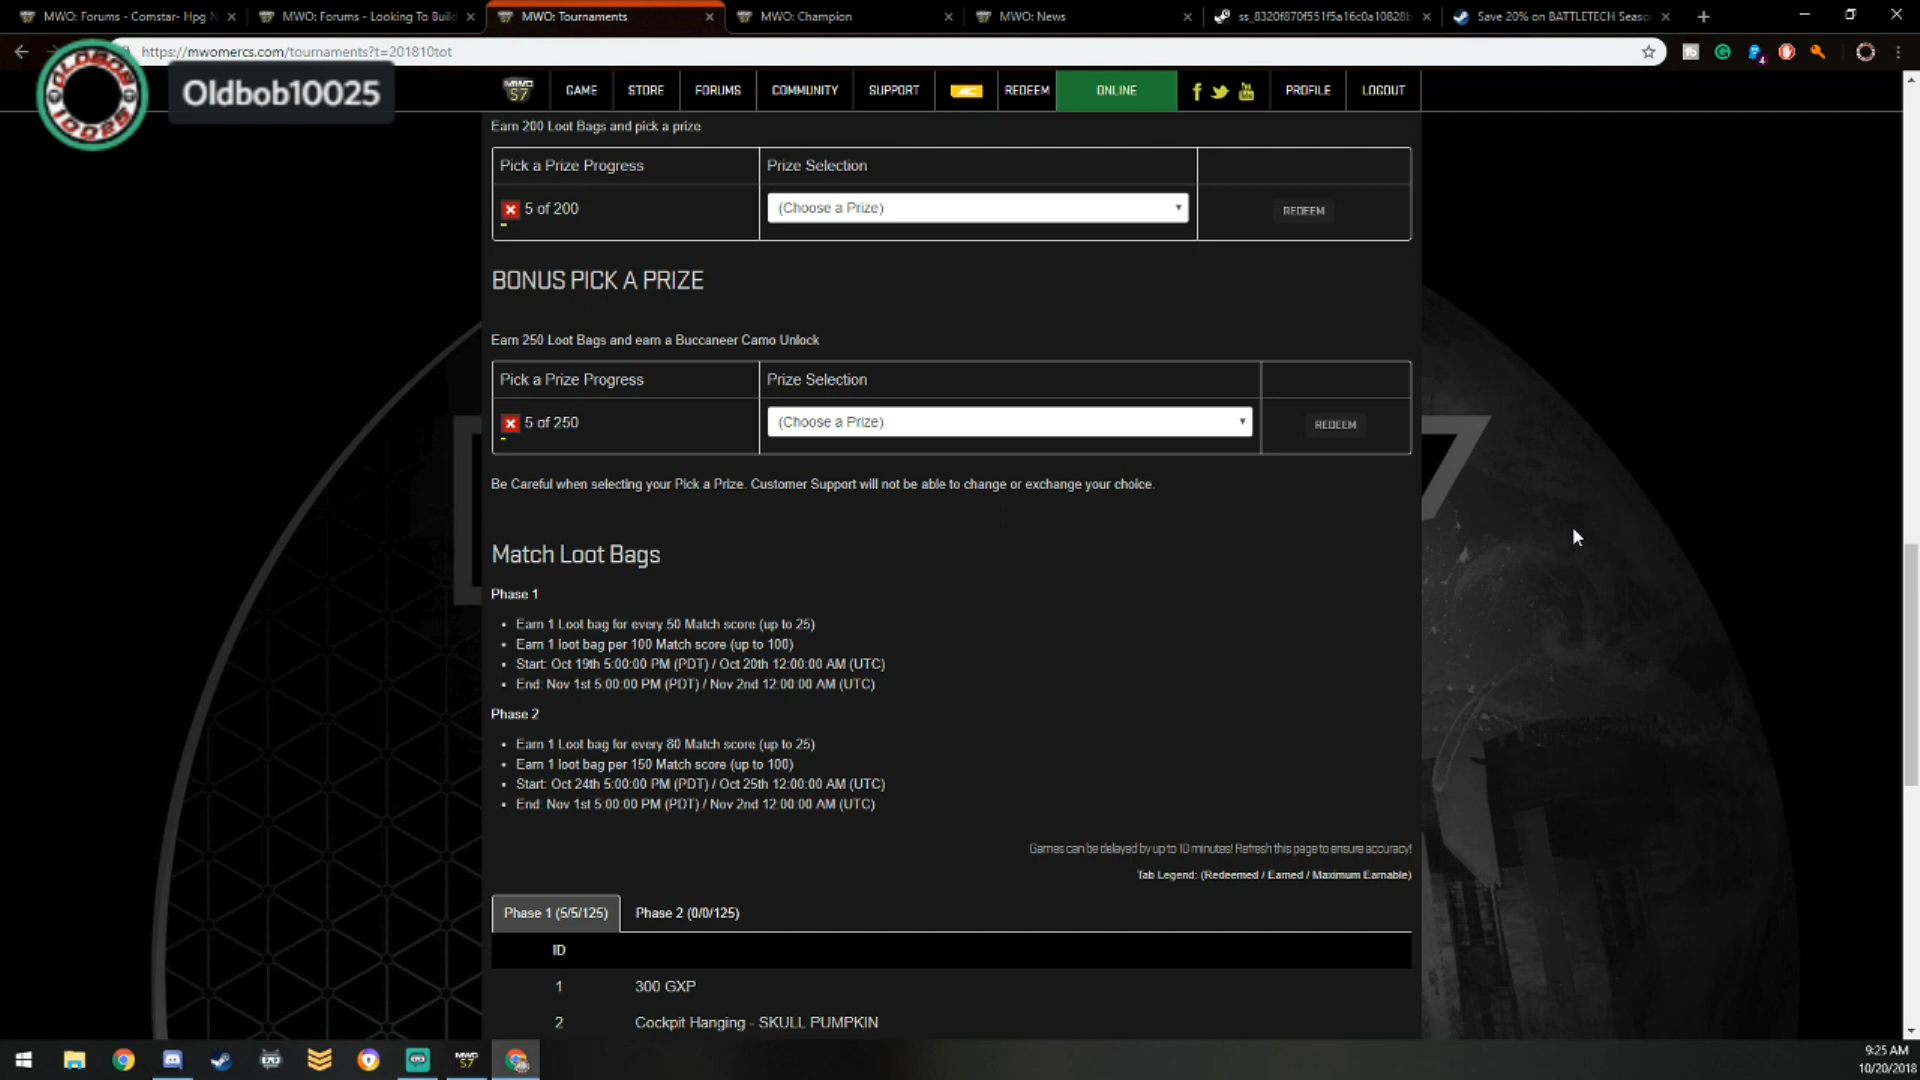 MWO: Forums - Comstar- Hpg N
MWO: Forums - Looking To Build
MWO: Tournaments
MWO: Champion
MWO: News
ss_8320f870f551f5a16c0a10828b
Save 20% on BATTLETECH Seaso
https://mwomercs.com/tournaments?t=201810tot
OLDBOB
10025
Oldbob10025
MWO
S7
GAME
STORE
FORUMS
COMMUNITY
SUPPORT
MC
REDEEM
ONLINE
PROFILE
LOGOUT
Earn 200 Loot Bags and pick a prize
Pick a Prize Progress
Prize Selection
5 of 200
(Choose a Prize)
REDEEM
BONUS PICK A PRIZE
Earn 250 Loot Bags and earn a Buccaneer Camo Unlock
Pick a Prize Progress
Prize Selection
5 of 250
(Choose a Prize)
REDEEM
Be Careful when selecting your Pick a Prize. Customer Support will not be able to change or exchange your choice.
Match Loot Bags
Phase 1
• Earn 1 Loot bag for every 50 Match score (up to 25)
• Earn 1 loot bag per 100 Match score (up to 100)
• Start: Oct 19th 5:00:00 PM (PDT) / Oct 20th 12:00:00 AM (UTC)
• End: Nov 1st 5:00:00 PM (PDT) / Nov 2nd 12:00:00 AM (UTC)
Phase 2
• Earn 1 Loot bag for every 80 Match score (up to 25)
• Earn 1 loot bag per 150 Match score (up to 100)
• Start: Oct 24th 5:00:00 PM (PDT) / Oct 25th 12:00:00 AM (UTC)
• End: Nov 1st 5:00:00 PM (PDT) / Nov 2nd 12:00:00 AM (UTC)
Games can be delayed by up to 10 minutes! Refresh this page to ensure accuracy!
Tab Legend: (Redeemed / Earned / Maximum Earnable)
Phase 1 (5/5/125)
Phase 2 (0/0/125)
ID
1 300 GXP
2 Cockpit Hanging - SKULL PUMPKIN
MWO
S7
9:25 AM
10/20/2018